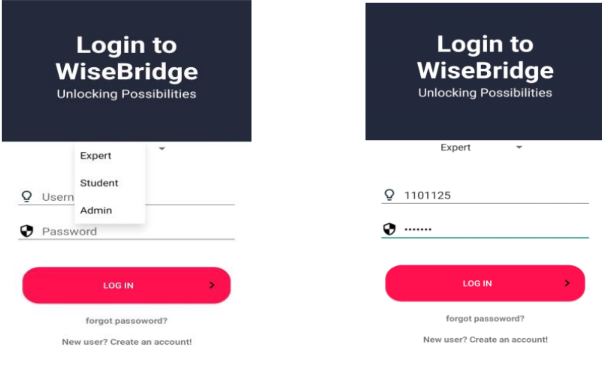 Login to
WiseBridge
Unlocking Possibilities
Expert
Student
Usern
Admin
Password
LOG IN >
forgot passoword?
New user? Create an account!
Login to
WiseBridge
Unlocking Possibilities
Expert
1101125
•••••••
LOG IN >
forgot passoword?
New user? Create an account!